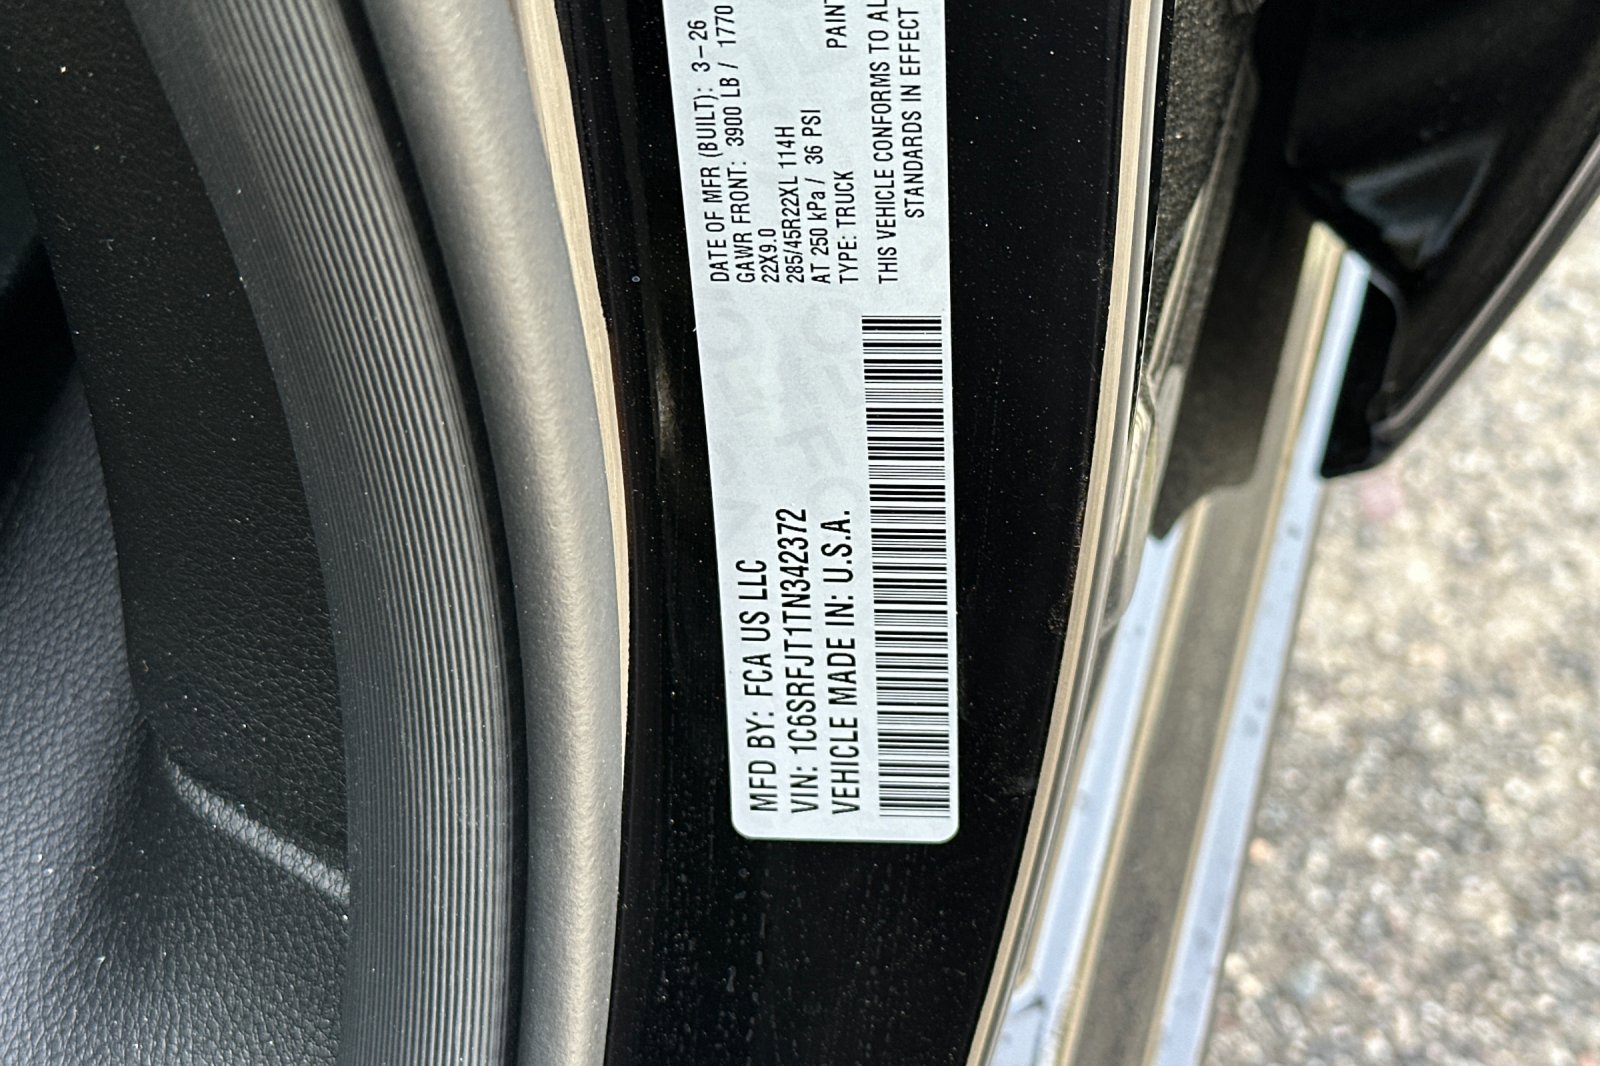 MFD BY: FCA US LLC
VIN: 1C6SRFJT1TN342372
VEHICLE MADE IN: U.S.A.
DATE OF MFR (BUILT): 3-26
GAWR FRONT: 3900 LB / 1770
22X9.0
285/45R22XL 114H
AT 250 kPa / 36 PSI
TYPE: TRUCK PAINT
THIS VEHICLE CONFORMS TO AL
STANDARDS IN EFFECT